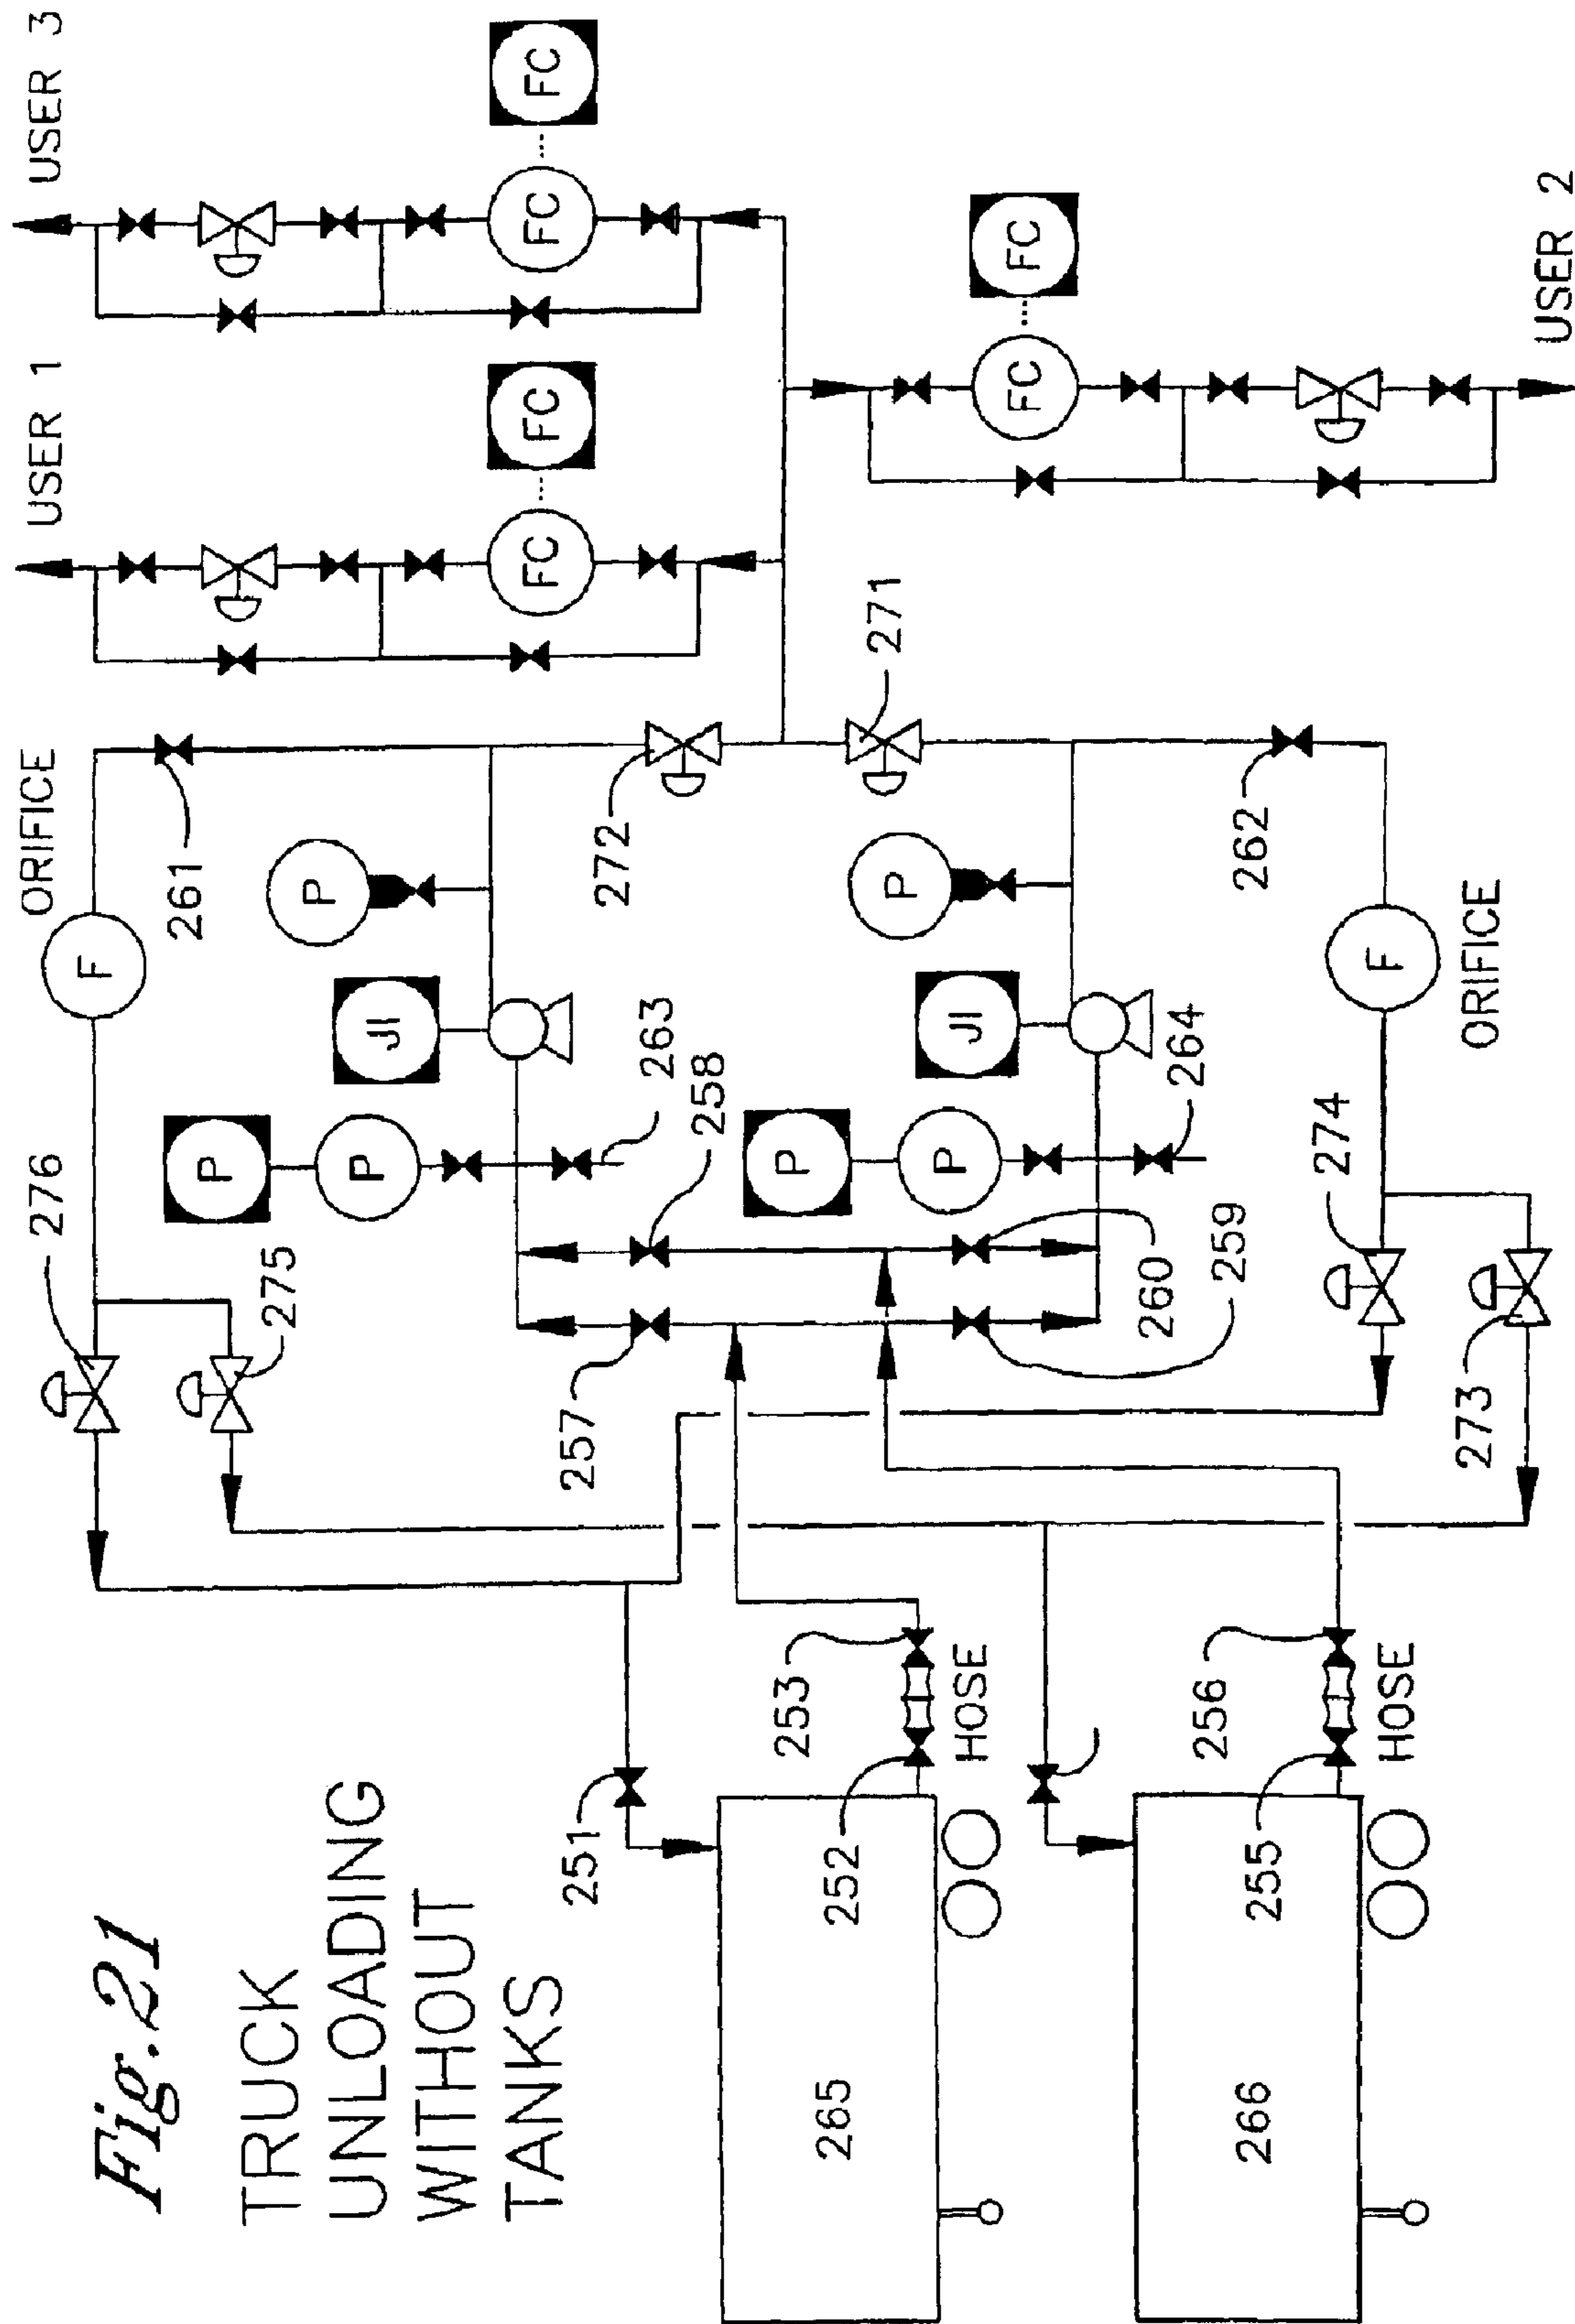 Fig. 21
TRUCK
UNLOADING
WITHOUT
TANKS
ORIFICE
USER 1
USER 3
276
F
261
275
P
P
P
JI
FC
FC
FC
FC
263
258
272
251
257
P
P
P
JI
271
265
252
253
HOSE
260
264
259
FC
FC
262
266
255
256
HOSE
274
F
273
ORIFICE
USER 2